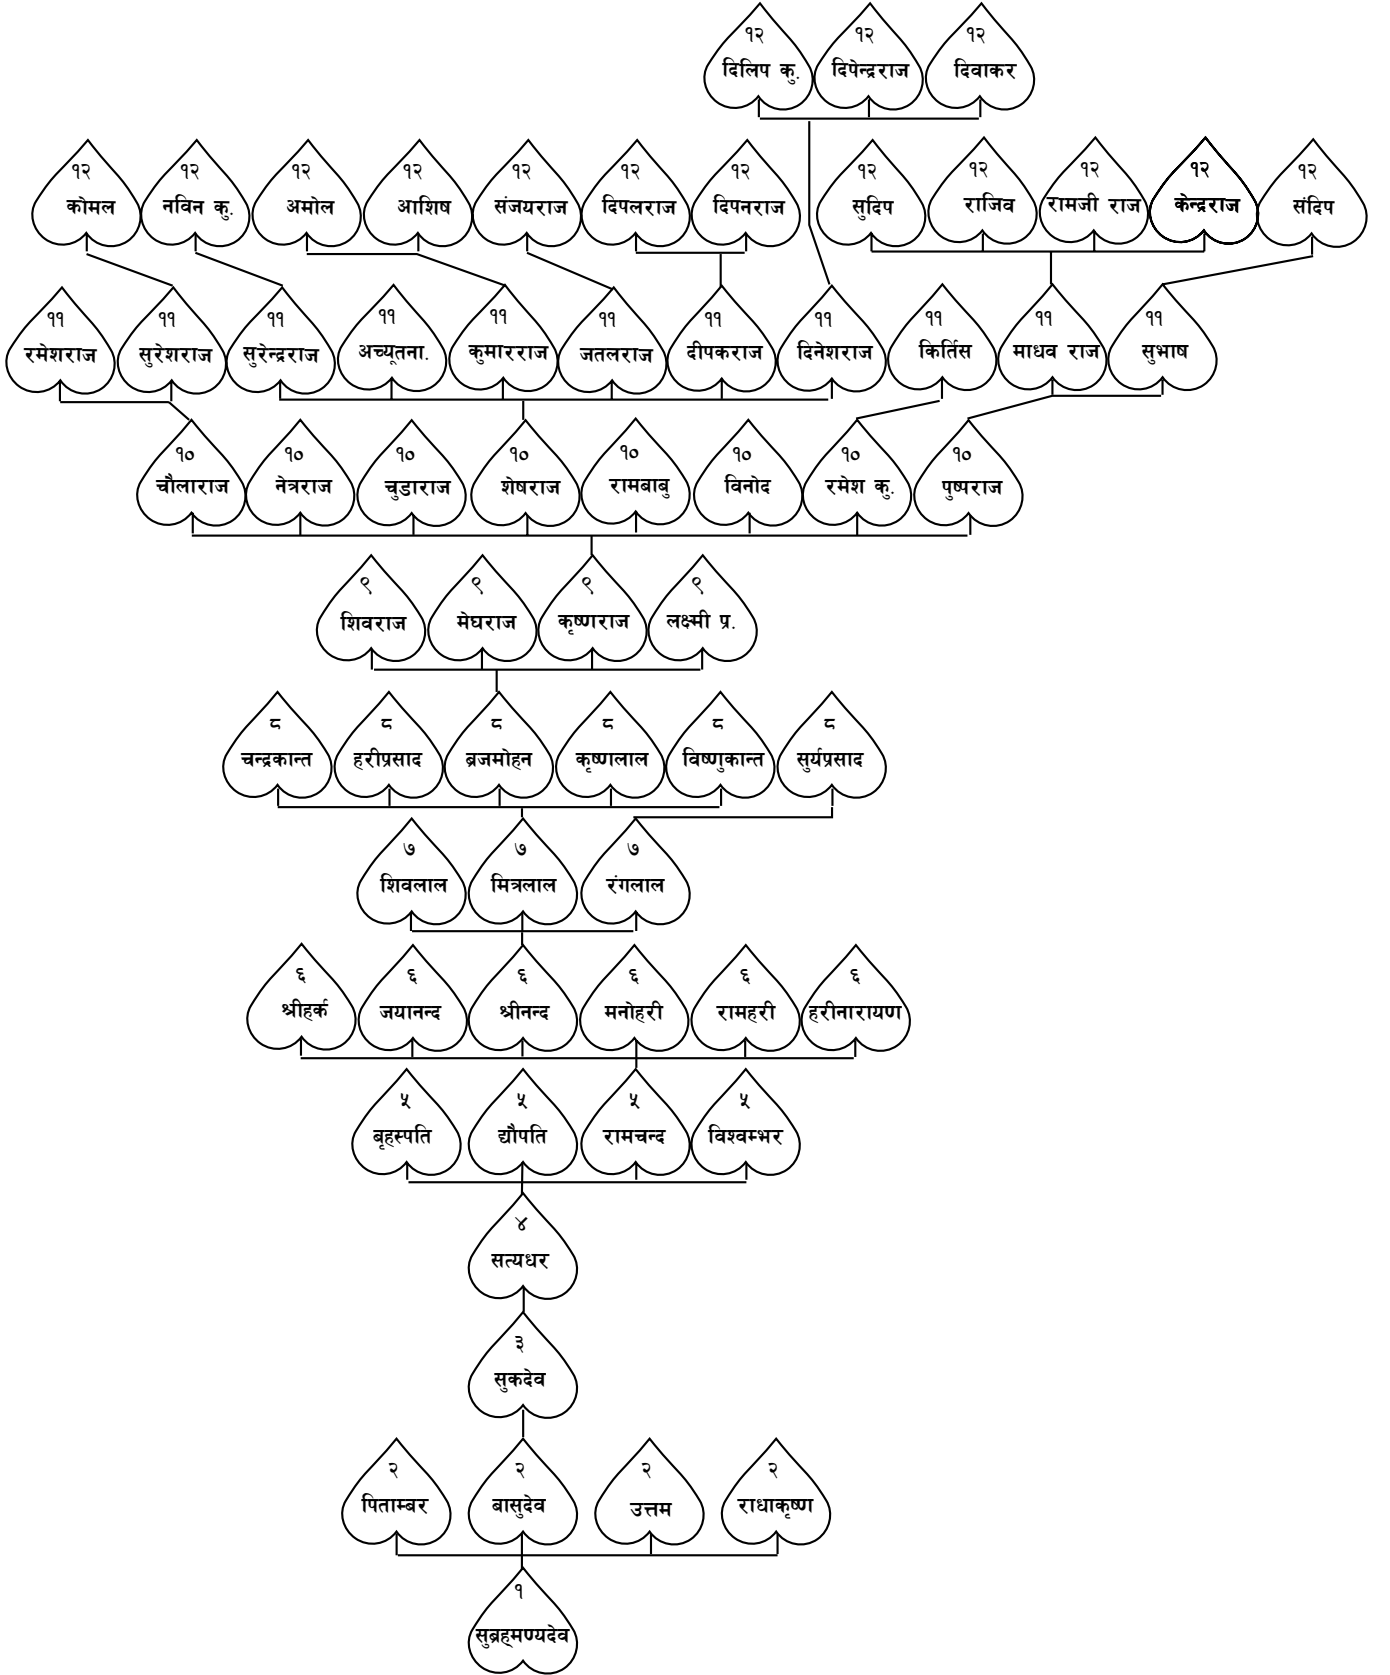 १२ १२ १२
दिलिप कु. दिपेन्द्रराज दिवाकर
१२ १२ १२ १२ १२ १२ १२ १२ १२ १२ १२ १२
कोमल नविन कु. अमोल आशिष संजयराज दिपलराज दिपनराज सुदिप राजिव रामजी राज केन्द्रराज संदिप
११ ११ ११ ११ ११ ११ ११ ११ ११ ११ ११
रमेशराज सुरेशराज सुरेन्द्रराज अच्यूतना. कुमारराज जतलराज दीपकराज दिनेशराज किर्तिस माधव राज सुभाष
१० १० १० १० १० १० १० १०
चौलाराज नेत्रराज चुडाराज शेषराज रामबाबु विनोद रमेश कु. पुष्पराज
९ ९ ९ ९
शिवराज मेघराज कृष्णराज लक्ष्मी प्र.
८ ८ ८ ८ ८ ८
चन्द्रकान्त हरीप्रसाद ब्रजमोहन कृष्णलाल विष्णुकान्त सुर्यप्रसाद
७ ७ ७
शिवलाल मित्रलाल रंगलाल
६ ६ ६ ६ ६ ६
श्रीहर्क जयानन्द श्रीनन्द मनोहरी रामहरी हरीनारायण
५ ५ ५ ५
बृहस्पति द्यौपति रामचन्द विश्वम्भर
४
सत्यधर
३
सुकदेव
२ २ २ २
पिताम्बर बासुदेव उत्तम राधाकृष्ण
१
सुब्रह्मण्यदेव